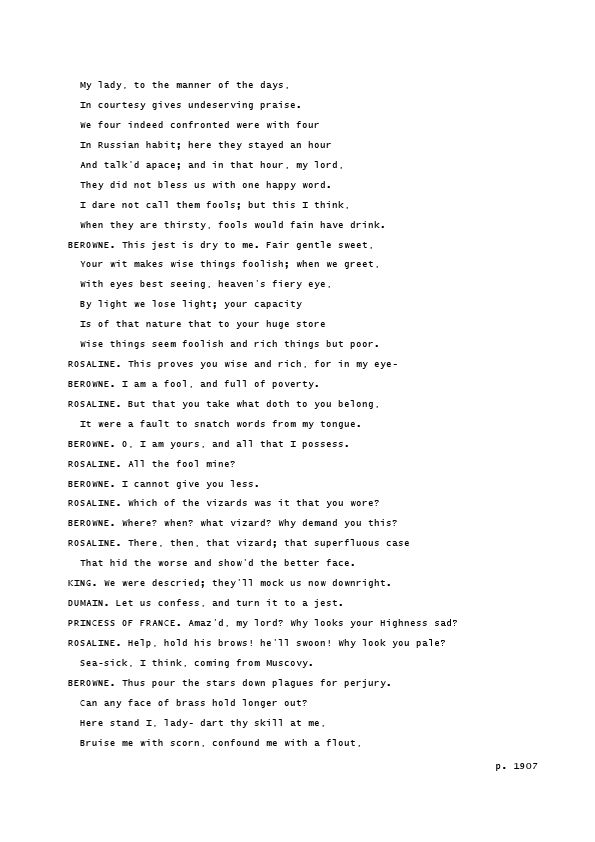 My lady, to the manner of the days,
In courtesy gives undeserving praise.
We four indeed confronted were with four
In Russian habit; here they stayed an hour
And talk'd apace; and in that hour, my lord,
They did not bless us with one happy word.
I dare not call them fools; but this I think,
When they are thirsty, fools would fain have drink.
BEROWNE. This jest is dry to me. Fair gentle sweet,
Your wit makes wise things foolish; when we greet,
With eyes best seeing, heaven's fiery eye,
By light we lose light; your capacity
Is of that nature that to your huge store
Wise things seem foolish and rich things but poor.
ROSALINE. This proves you wise and rich, for in my eye-
BEROWNE. I am a fool, and full of poverty.
ROSALINE. But that you take what doth to you belong,
It were a fault to snatch words from my tongue.
BEROWNE. O, I am yours, and all that I possess.
ROSALINE. All the fool mine?
BEROWNE. I cannot give you less.
ROSALINE. Which of the vizards was it that you wore?
BEROWNE. Where? when? what vizard? Why demand you this?
ROSALINE. There, then, that vizard; that superfluous case
That hid the worse and show'd the better face.
KING. We were descried; they'll mock us now downright.
DUMAIN. Let us confess, and turn it to a jest.
PRINCESS OF FRANCE. Amaz'd, my lord? Why looks your Highness sad?
ROSALINE. Help, hold his brows! he'll swoon! Why look you pale?
Sea-sick, I think, coming from Muscovy.
BEROWNE. Thus pour the stars down plagues for perjury.
Can any face of brass hold longer out?
Here stand I, lady- dart thy skill at me,
Bruise me with scorn, confound me with a flout,
p. 1907